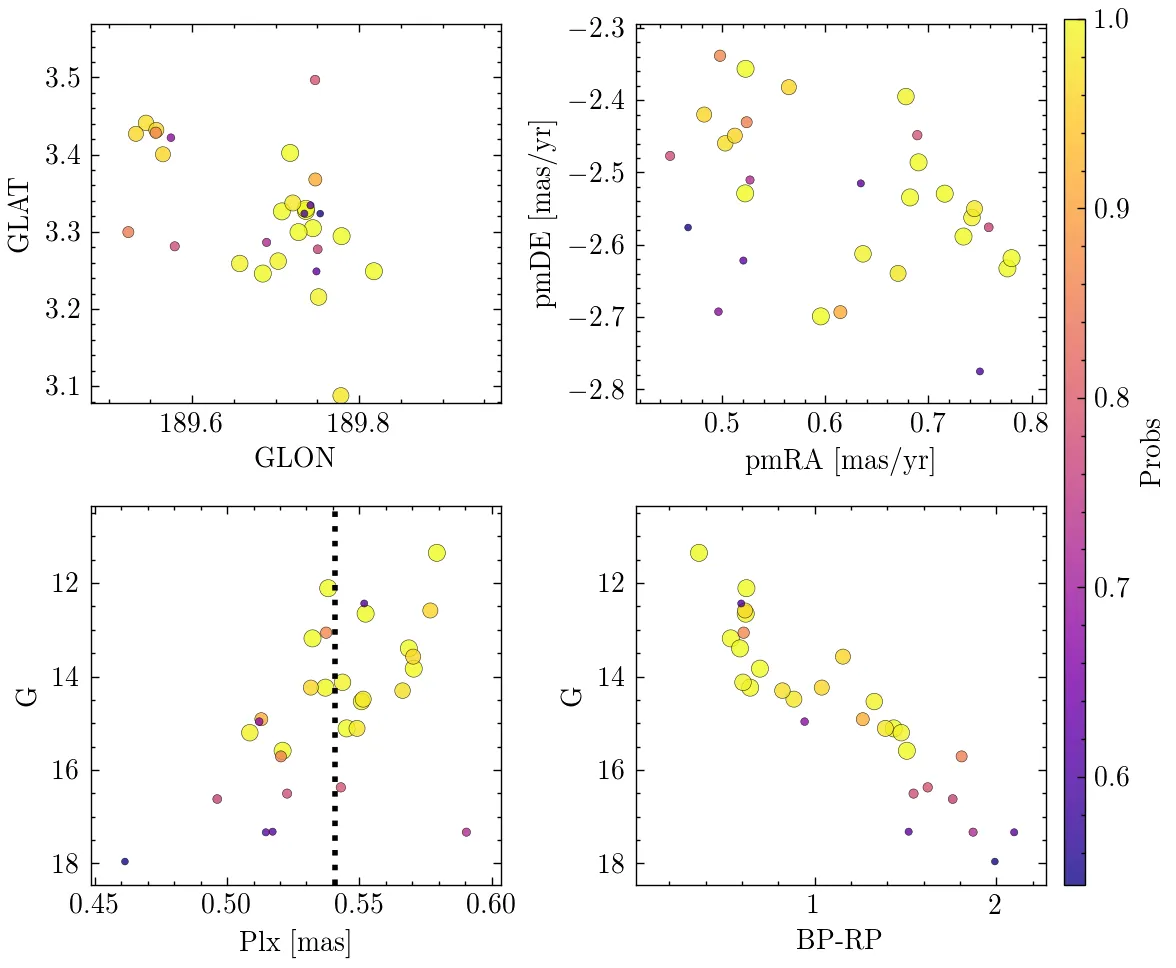 3.5
3.4
3.3
3.2
3.1
GLAT
189.6 189.8
GLON
−2.3
−2.4
−2.5
−2.6
−2.7
−2.8
pmDE [mas/yr]
0.5 0.6 0.7 0.8
pmRA [mas/yr]
12
14
16
18
G
0.45 0.50 0.55 0.60
Plx [mas]
12
14
16
18
G
1 2
BP-RP
1.0
0.9
0.8
0.7
0.6
Probs